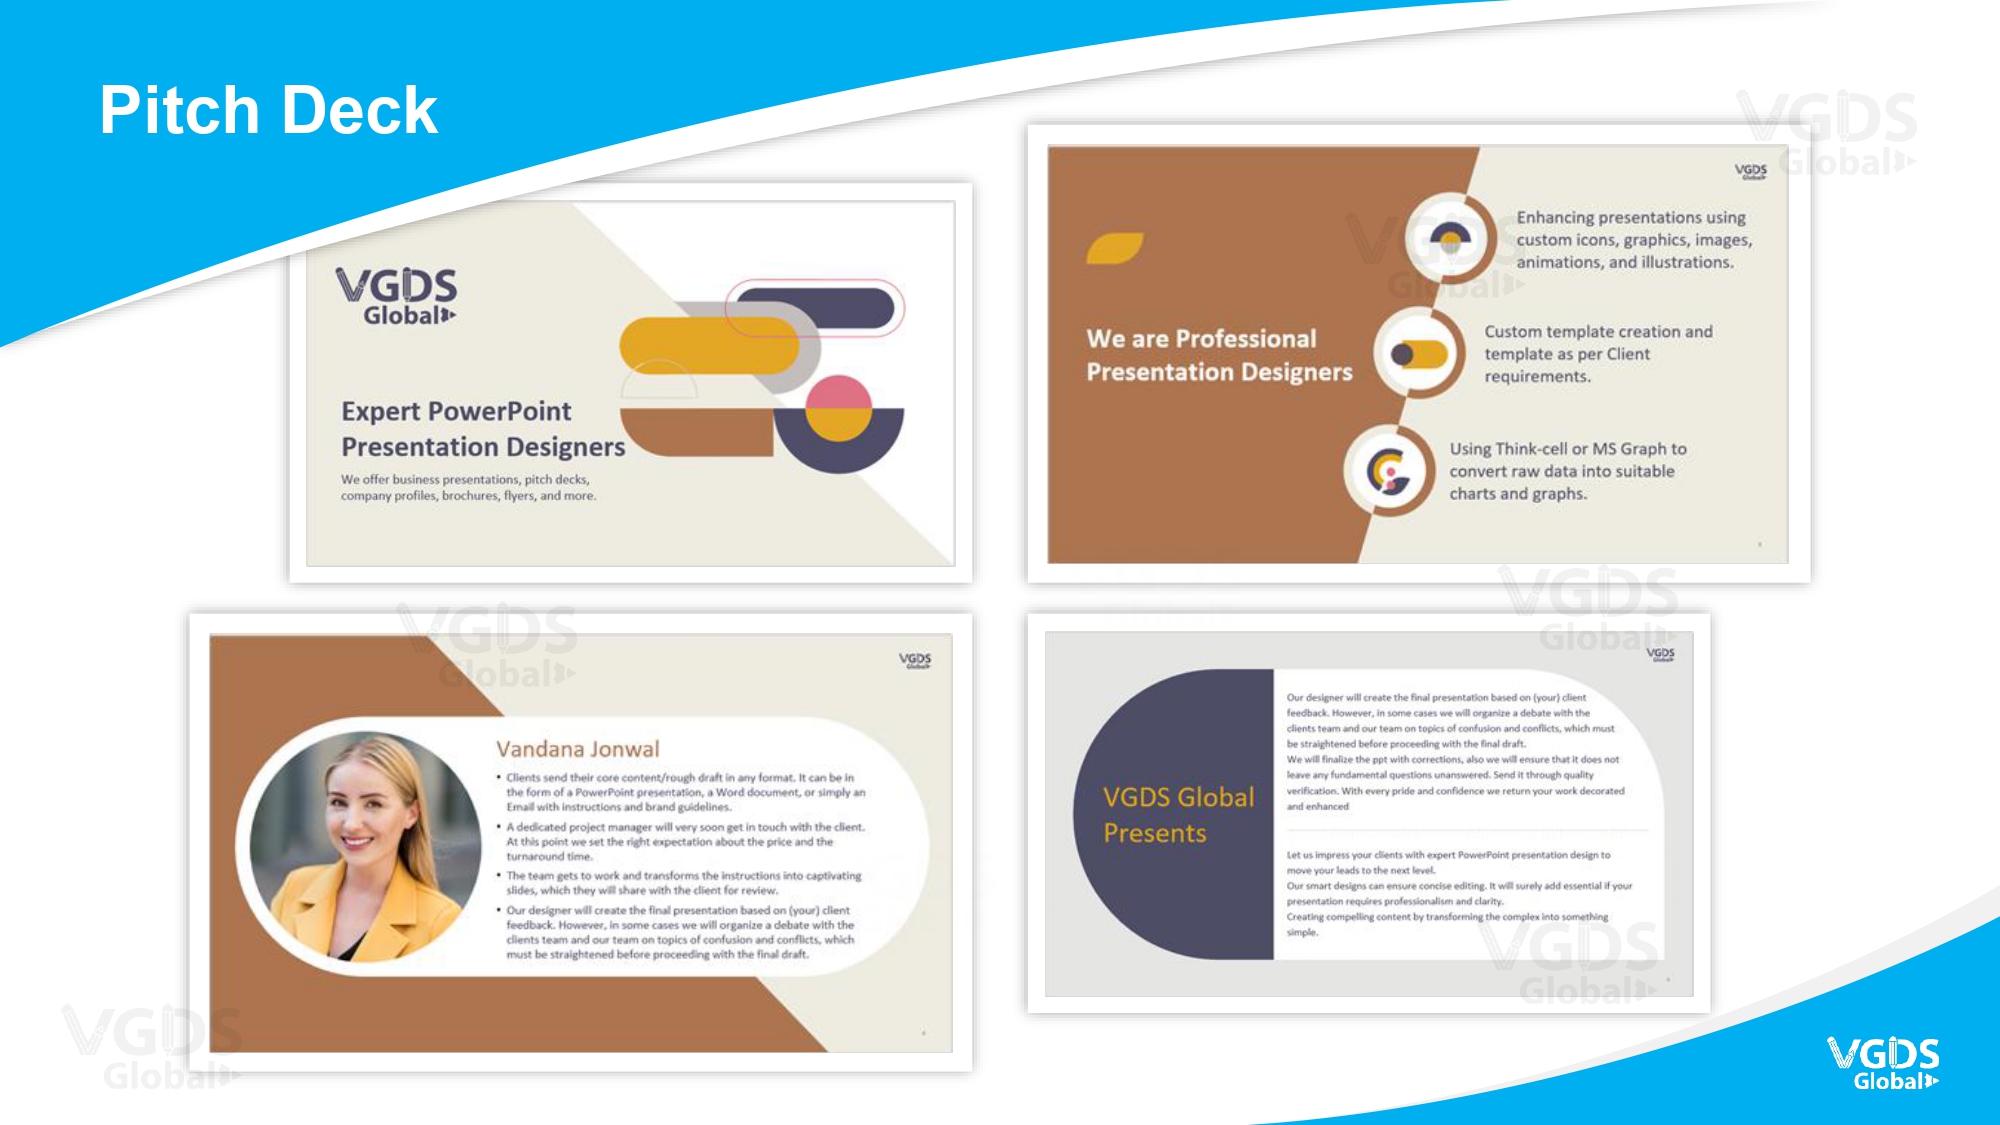 Pitch Deck
VGDS
Global
Expert PowerPoint
Presentation Designers
We offer business presentations, pitch decks,
company profiles, brochures, flyers, and more.
VGDS
Global
VGDS
Global
We are Professional
Presentation Designers
Enhancing presentations using
custom icons, graphics, images,
animations, and illustrations.
Custom template creation and
template as per Client
requirements.
Using Think-cell or MS Graph to
convert raw data into suitable
charts and graphs.
VGDS
Global
VGDS
Global
VGDS
Global
Vandana Jonwal
• Clients send their core content/rough draft in any format. It can be in
the form of a PowerPoint presentation, a Word document, or simply an
Email with instructions and brand guidelines.
• A dedicated project manager will very soon get in touch with the client.
At this point we set the right expectation about the price and the
turnaround time.
• The team gets to work and transforms the instructions into captivating
slides, which they will share with the client for review.
• Our designer will create the final presentation based on (your) client
feedback. However, in some cases we will organize a debate with the
clients team and our team on topics of confusion and conflicts, which
must be straightened before proceeding with the final draft.
VGDS
Global
VGDS
Global
VGDS
Global
VGDS Global
Presents
Our designer will create the final presentation based on (your) client
feedback. However, in some cases we will organize a debate with the
clients team and our team on topics of confusion and conflicts, which must
be straightened before proceeding with the final draft.
We will finalize the ppt with corrections, also we will ensure that it does not
leave any fundamental questions unanswered. Send it through quality
verification. With every pride and confidence we return your work decorated
and enhanced
Let us impress your clients with expert PowerPoint presentation design to
move your leads to the next level.
Our smart designs can ensure concise editing. It will surely add essential if your
presentation requires professionalism and clarity.
Creating compelling content by transforming the complex into something
simple.
VGDS
Global
VGDS
Global